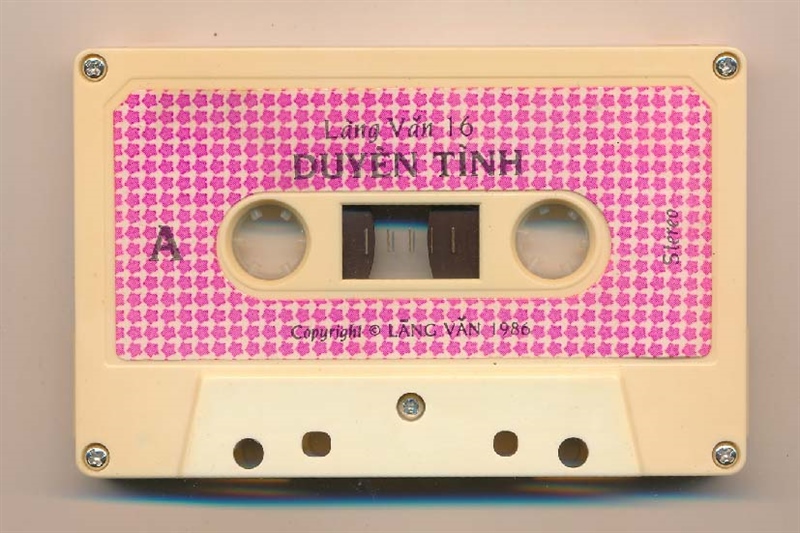 Làng Văn 16
DUYÊN TÌNH
A
Stereo
Copyright © LÀNG VĂN 1986